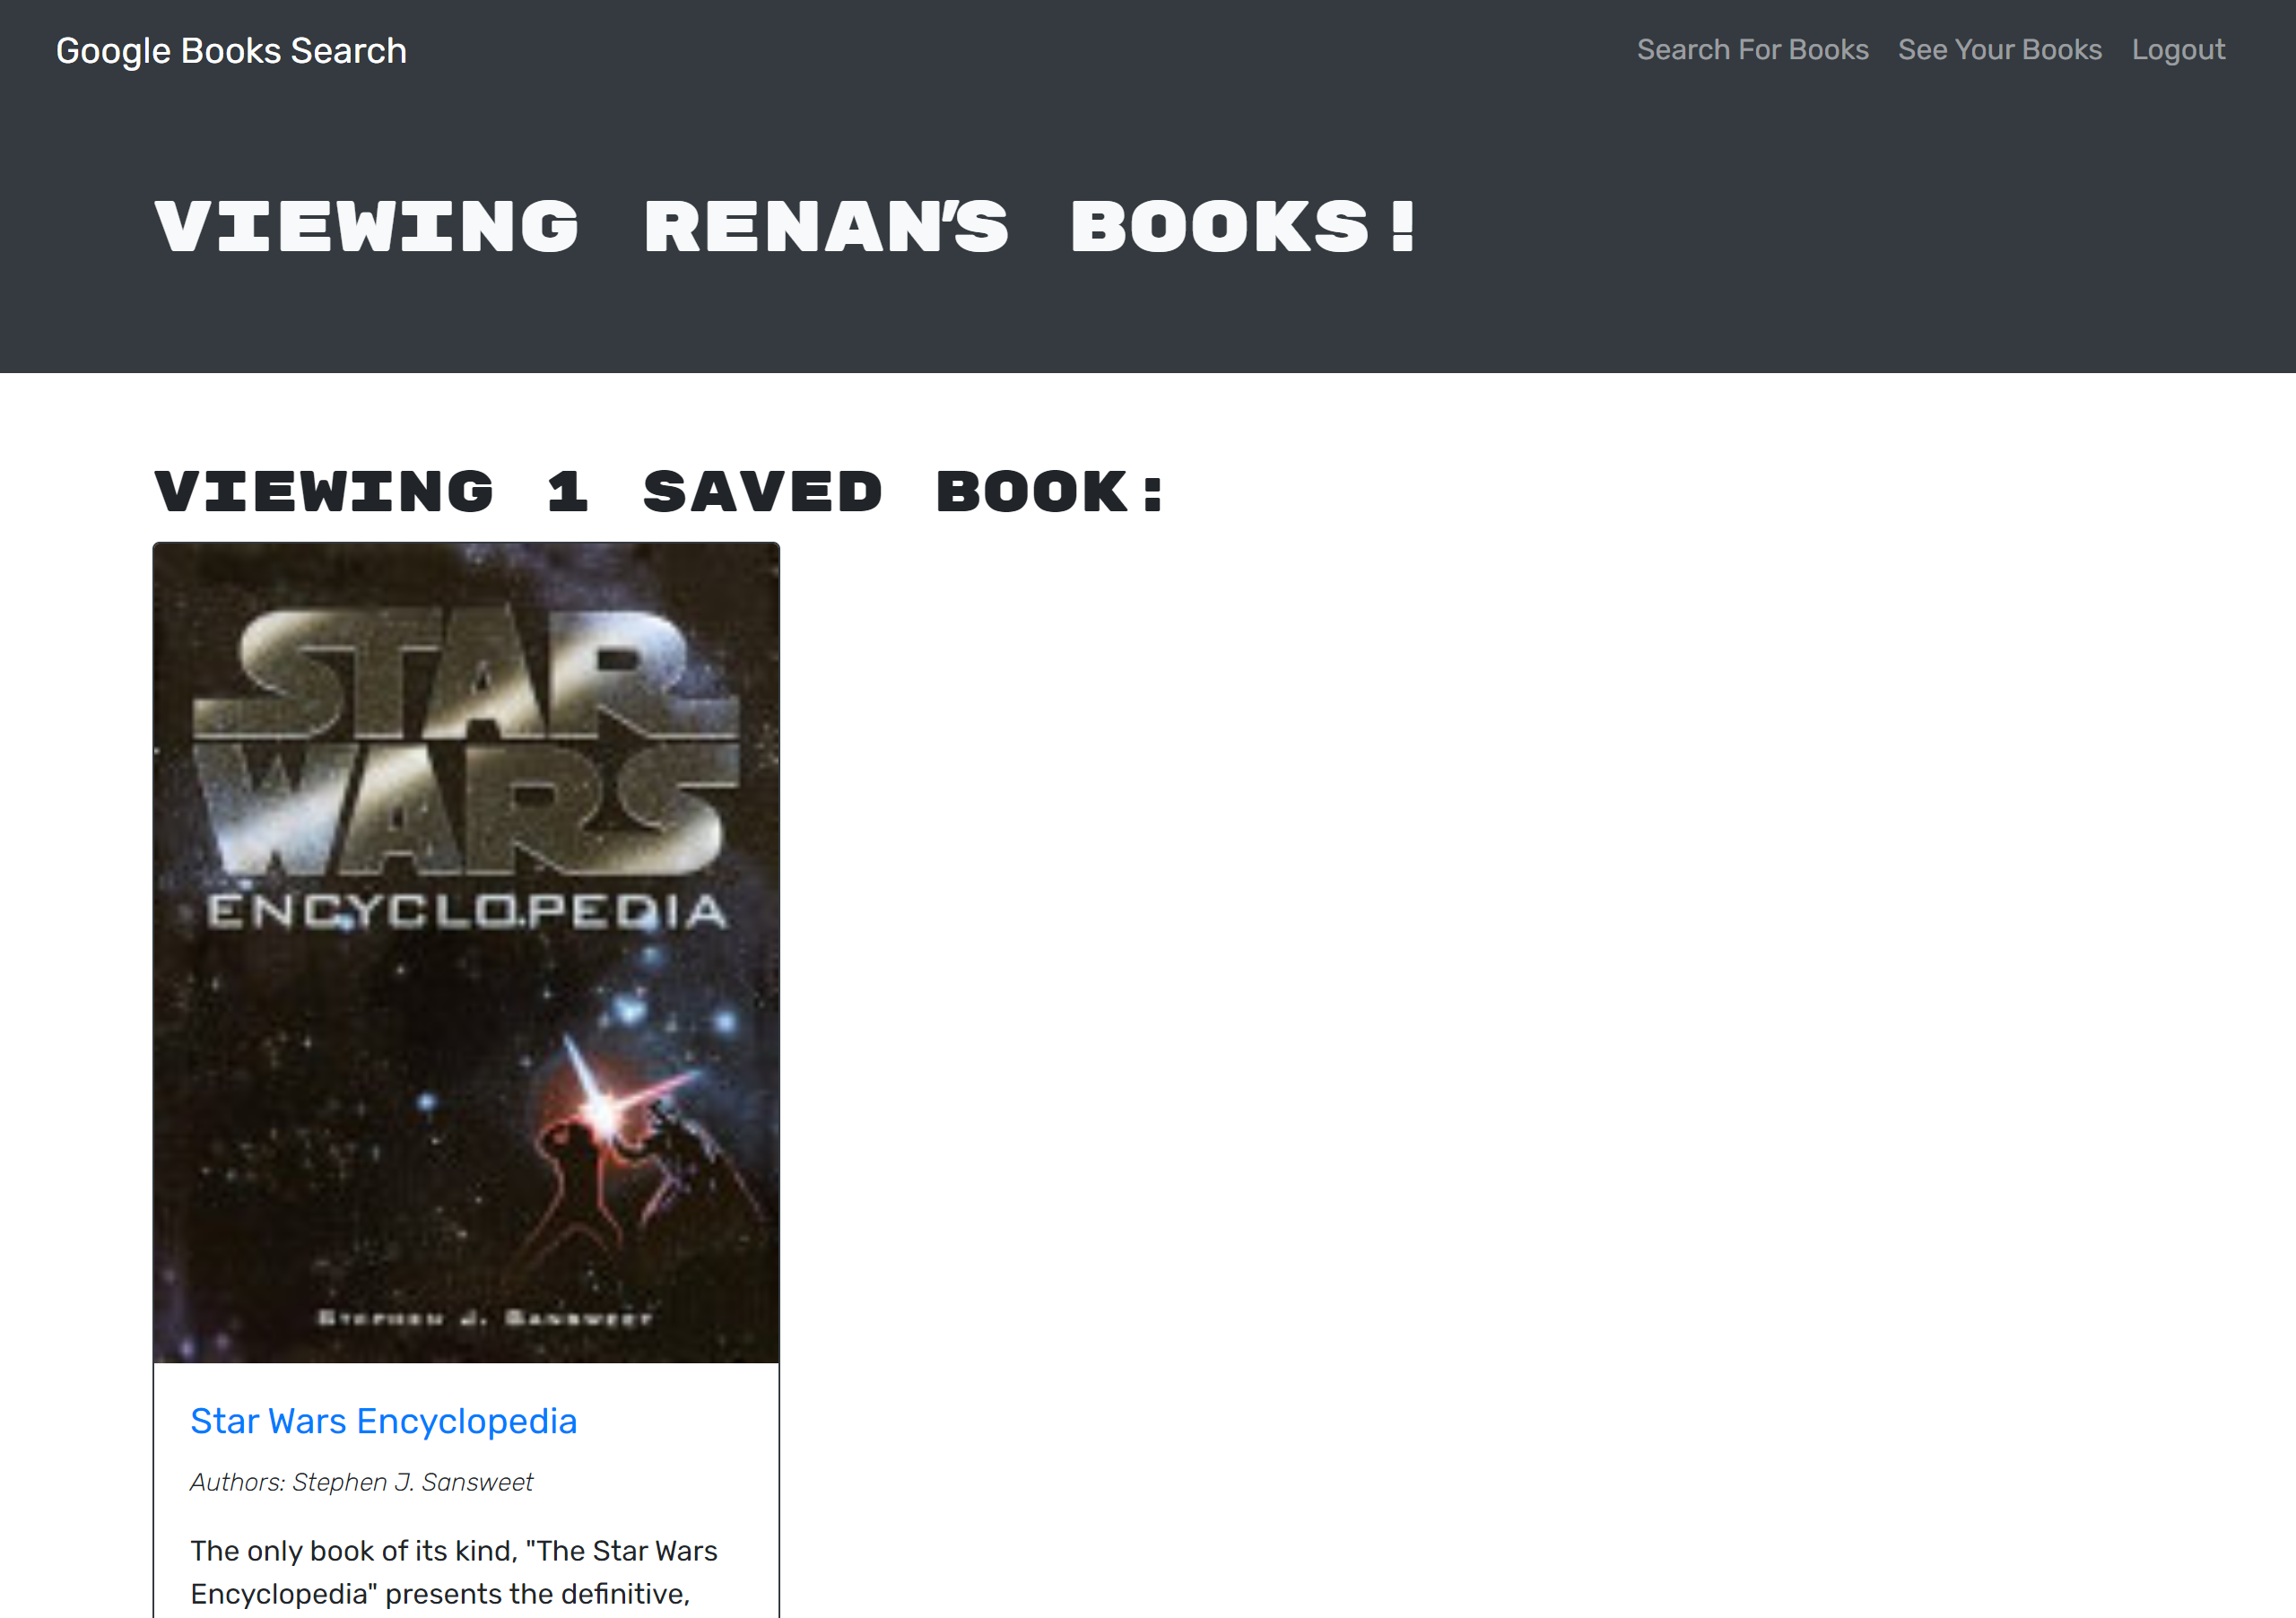 Google Books Search
Search For Books See Your Books Logout
VIEWING RENAN'S BOOKS!
VIEWING 1 SAVED BOOK:
STAR
WARS
ENCYCLOPEDIA
STEPHEN J. SANSWEET
Star Wars Encyclopedia
Authors: Stephen J. Sansweet
The only book of its kind, "The Star Wars
Encyclopedia" presents the definitive,